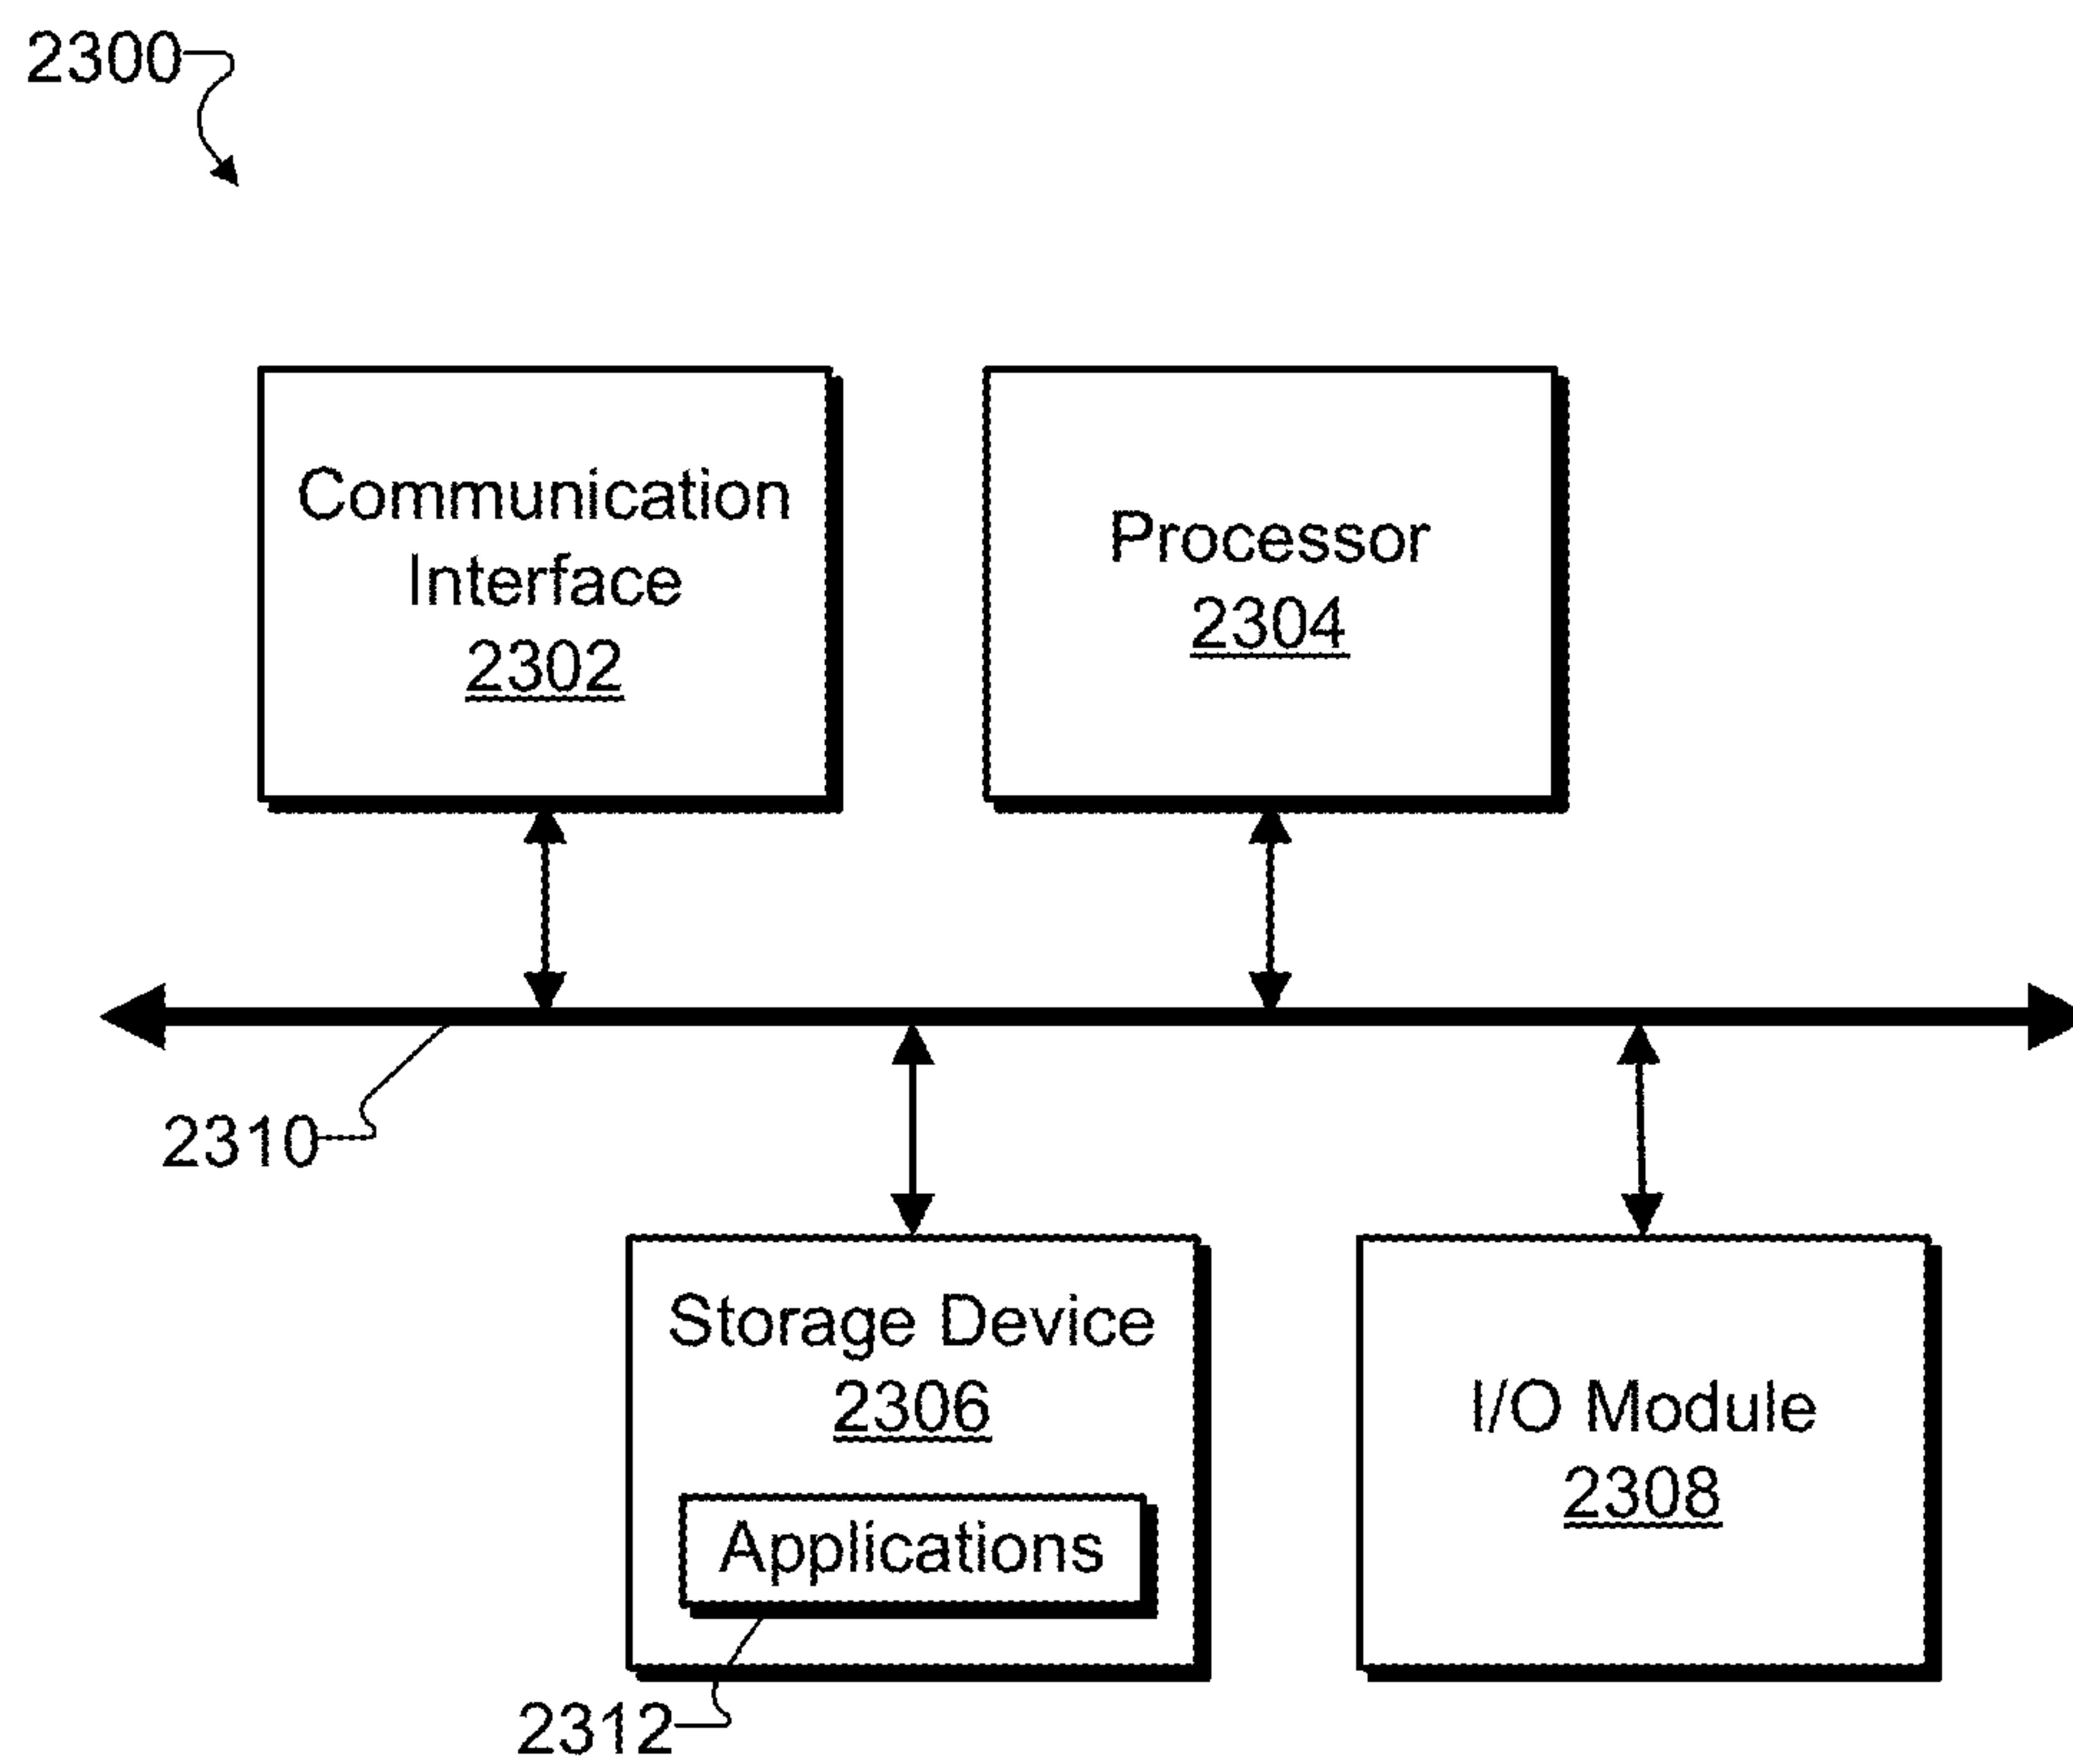 2300
Communication
Interface
2302
Processor
2304
2310
Storage Device
2306
Applications
2312
I/O Module
2308